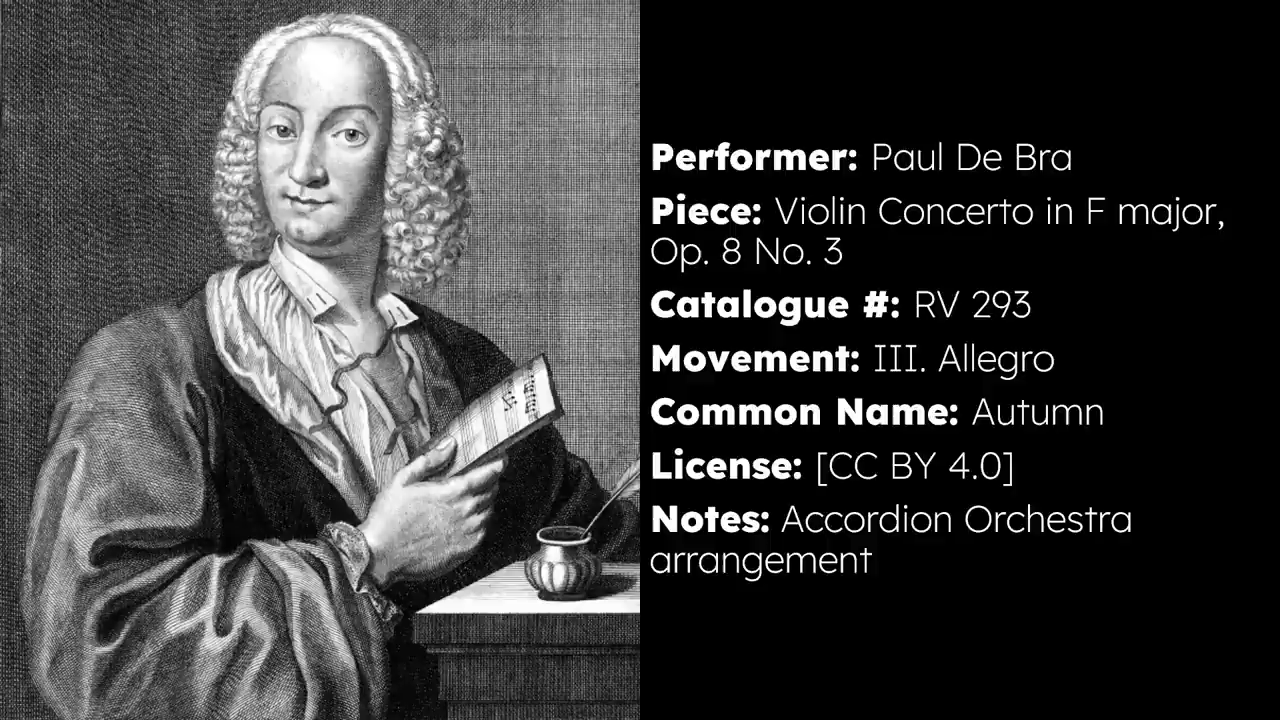 Performer: Paul De Bra
Piece: Violin Concerto in F major,
Op. 8 No. 3
Catalogue #: RV 293
Movement: III. Allegro
Common Name: Autumn
License: [CC BY 4.0]
Notes: Accordion Orchestra
arrangement